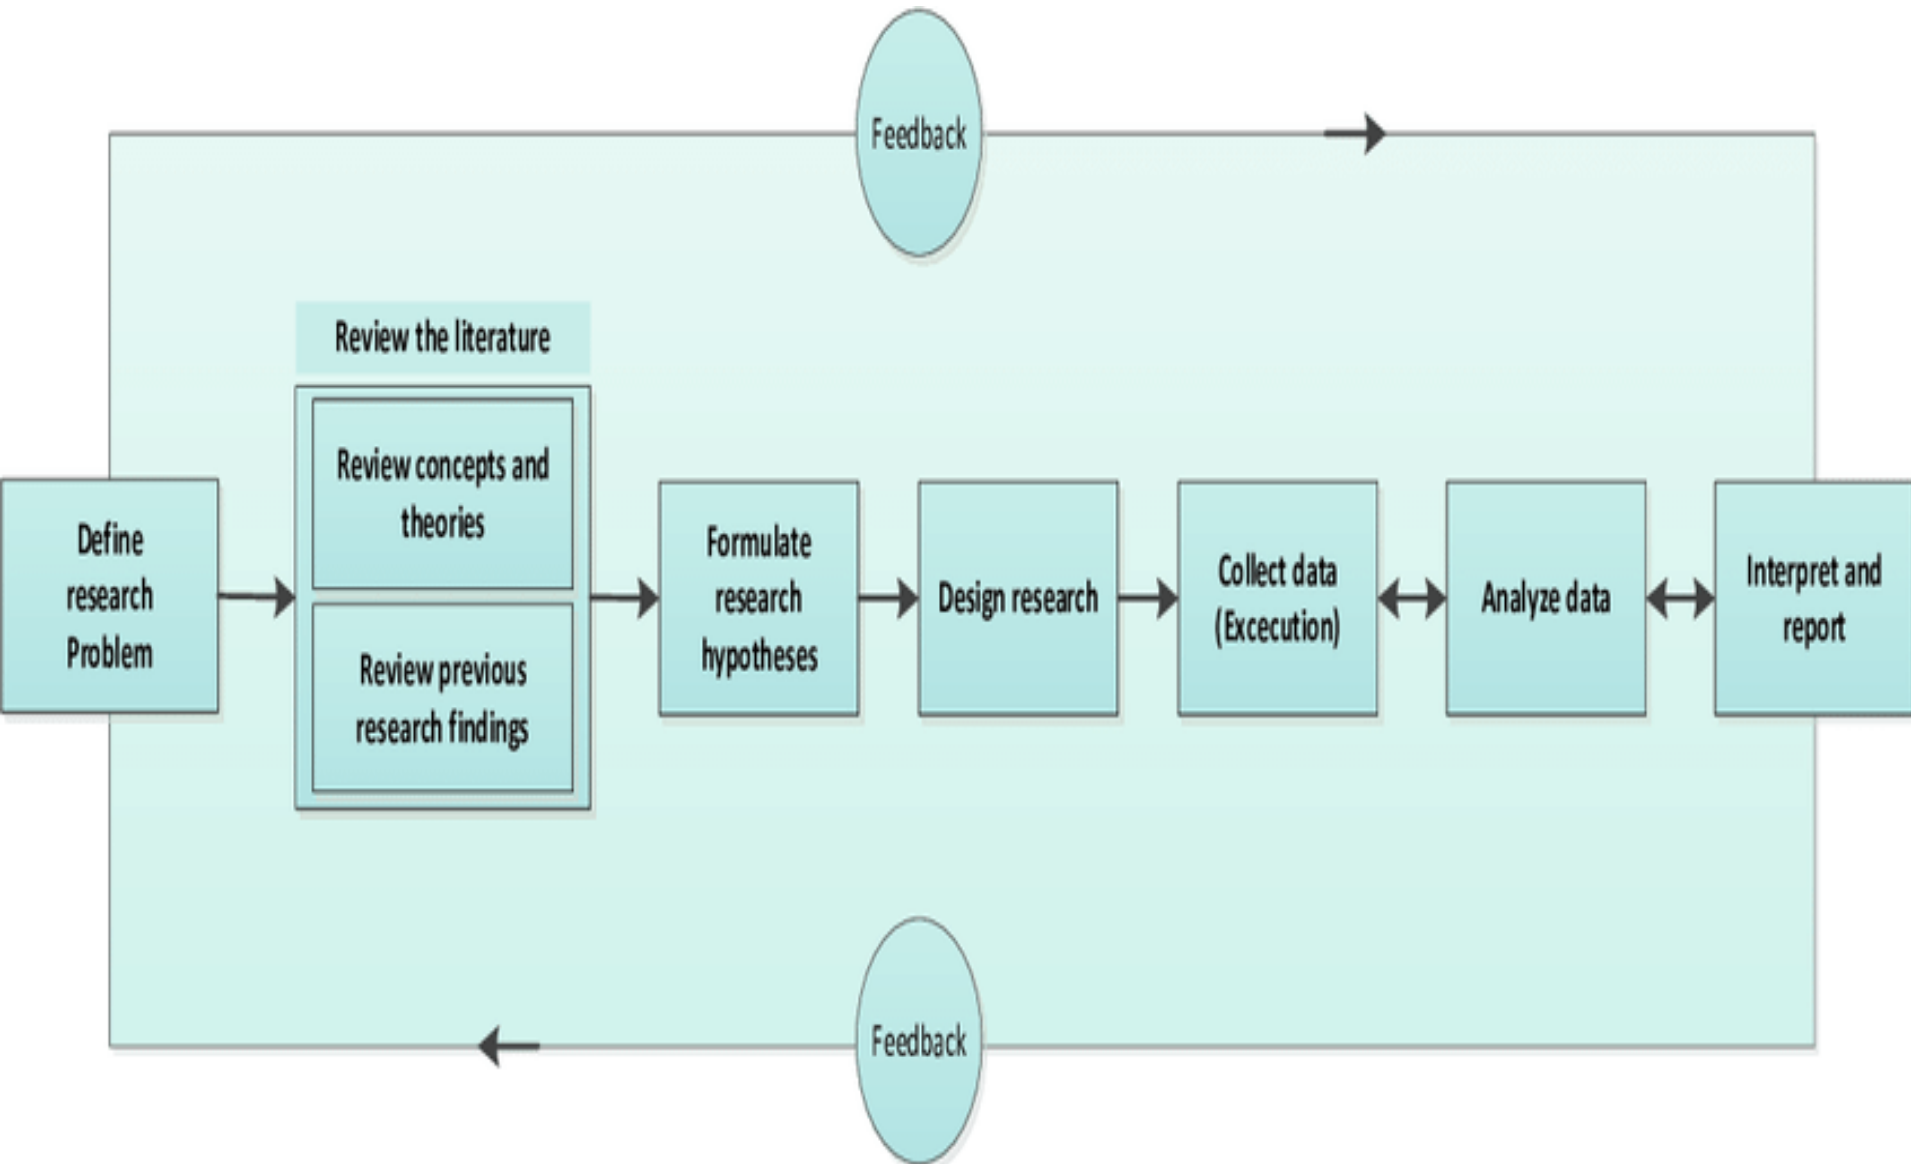 Feedback
Review the literature
Review concepts and
theories
Review previous
research findings
Define
research
Problem
Formulate
research
hypotheses
Design research
Collect data
(Excecution)
Analyze data
Interpret and
report
Feedback